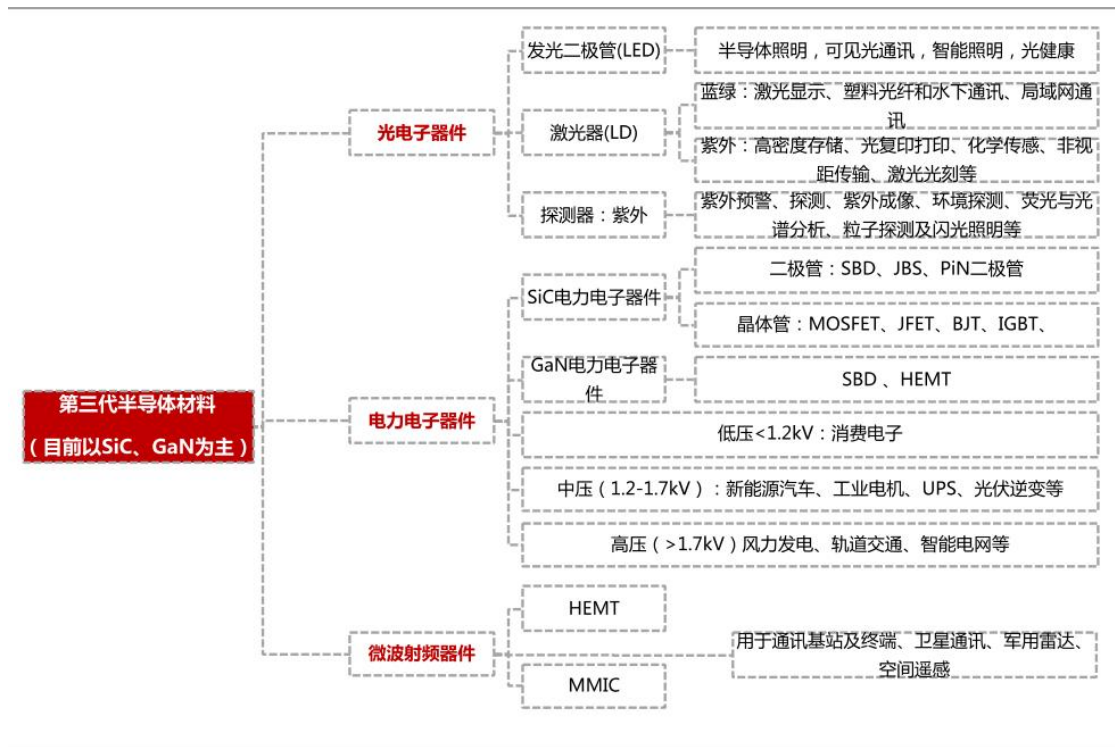 发光二极管(LED)
半导体照明，可见光通讯，智能照明，光健康
光电子器件
激光器(LD)
蓝绿：激光显示、塑料光纤和水下通讯、局域网通
讯
紫外：高密度存储、光复印打印、化学传感、非视
距传输、激光光刻等
探测器：紫外
紫外预警、探测、紫外成像、环境探测、荧光与光
谱分析、粒子探测及闪光照明等
第三代半导体材料
（目前以SiC、GaN为主）
电力电子器件
SiC电力电子器件
二极管：SBD、JBS、PiN二极管
晶体管：MOSFET、JFET、BJT、IGBT、
GaN电力电子器
件
SBD 、HEMT
低压<1.2kV：消费电子
中压（1.2-1.7kV）：新能源汽车、工业电机、UPS、光伏逆变等
高压（>1.7kV）风力发电、轨道交通、智能电网等
微波射频器件
HEMT
MMIC
用于通讯基站及终端、卫星通讯、军用雷达、
空间遥感